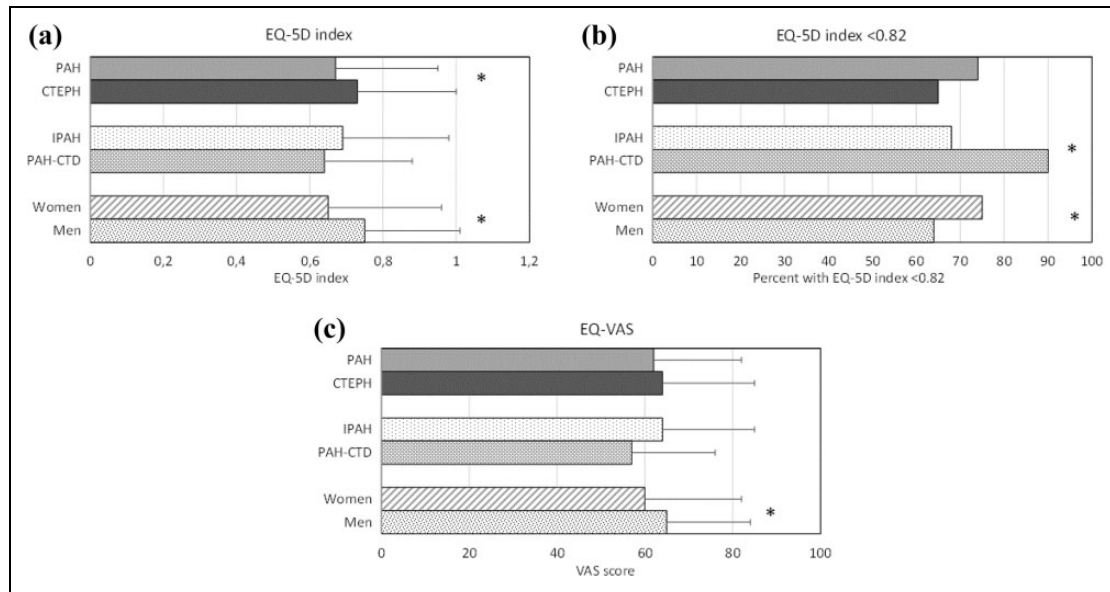 (a)
EQ-5D index
PAH
*
CTEPH
IPAH
PAH-CTD
Women
*
Men
0 0,2 0,4 0,6 0,8 1 1,2
EQ-5D index
(b)
EQ-5D index <0.82
PAH
CTEPH
IPAH
*
PAH-CTD
Women
*
Men
0 10 20 30 40 50 60 70 80 90 100
Percent with EQ-5D index <0.82
(c)
EQ-VAS
PAH
CTEPH
IPAH
PAH-CTD
Women
*
Men
0 20 40 60 80 100
VAS score